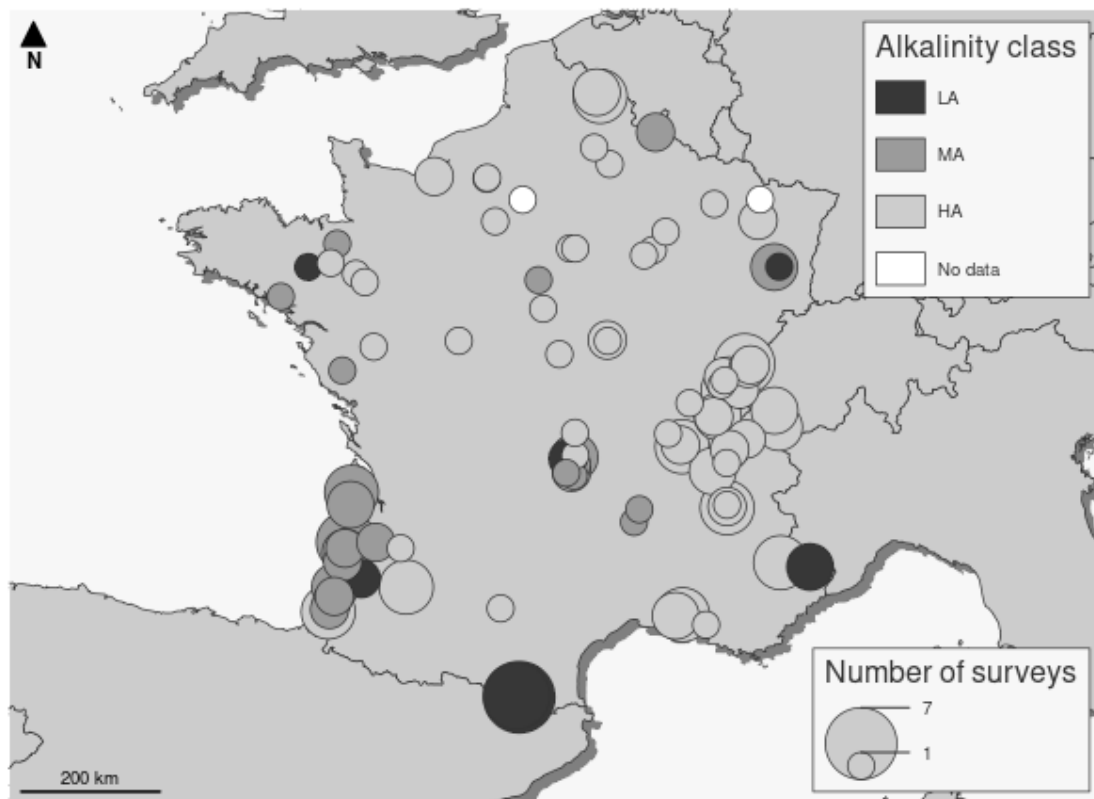 N
Alkalinity class
LA
MA
HA
No data
Number of surveys
7
1
200 km